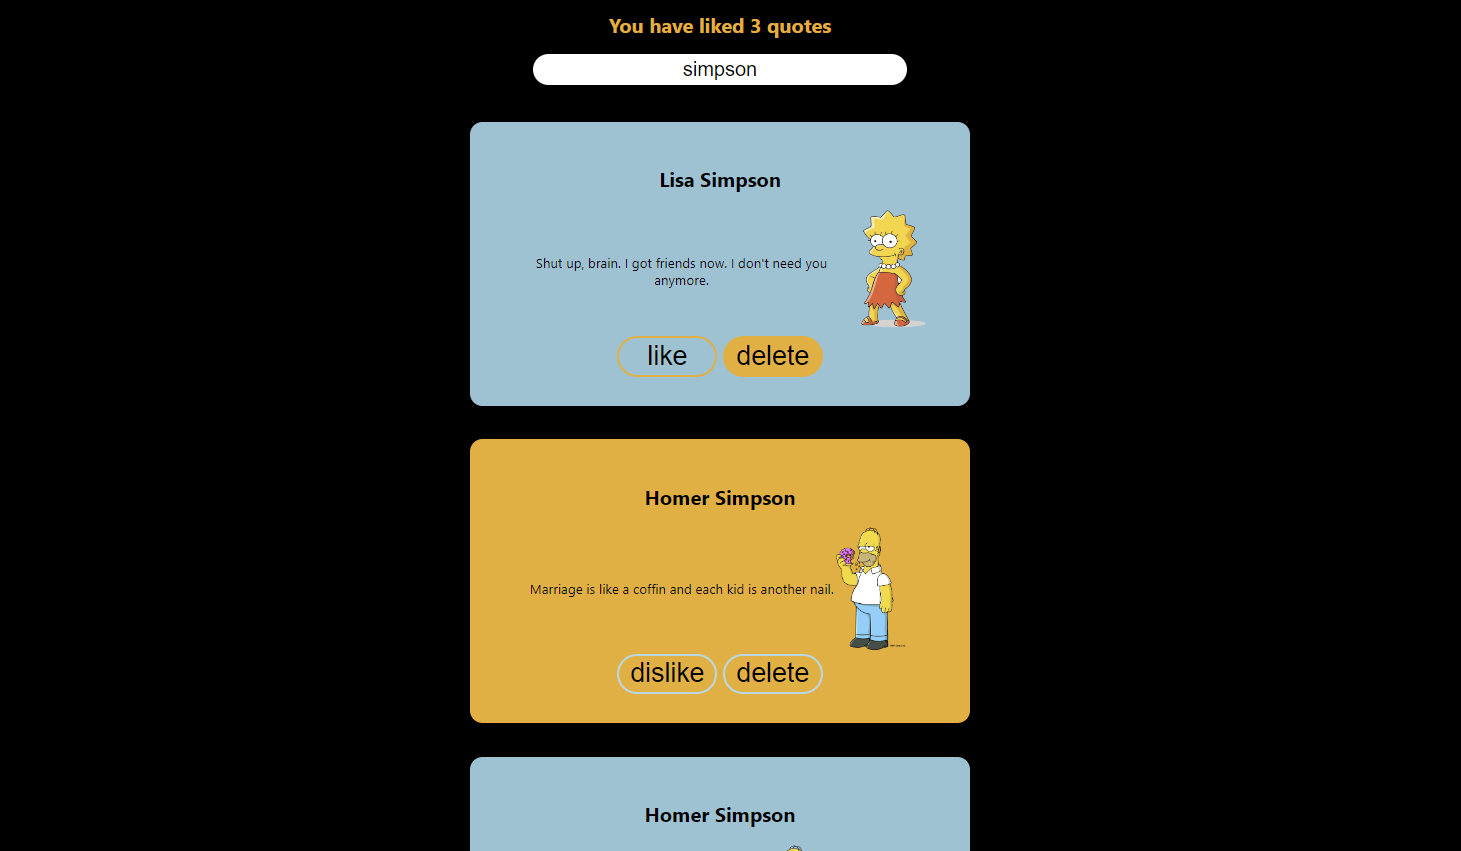 You have liked 3 quotes
simpson
Lisa Simpson
Shut up, brain. I got friends now. I don't need you
anymore.
like delete
Homer Simpson
Marriage is like a coffin and each kid is another nail.
dislike delete
Homer Simpson